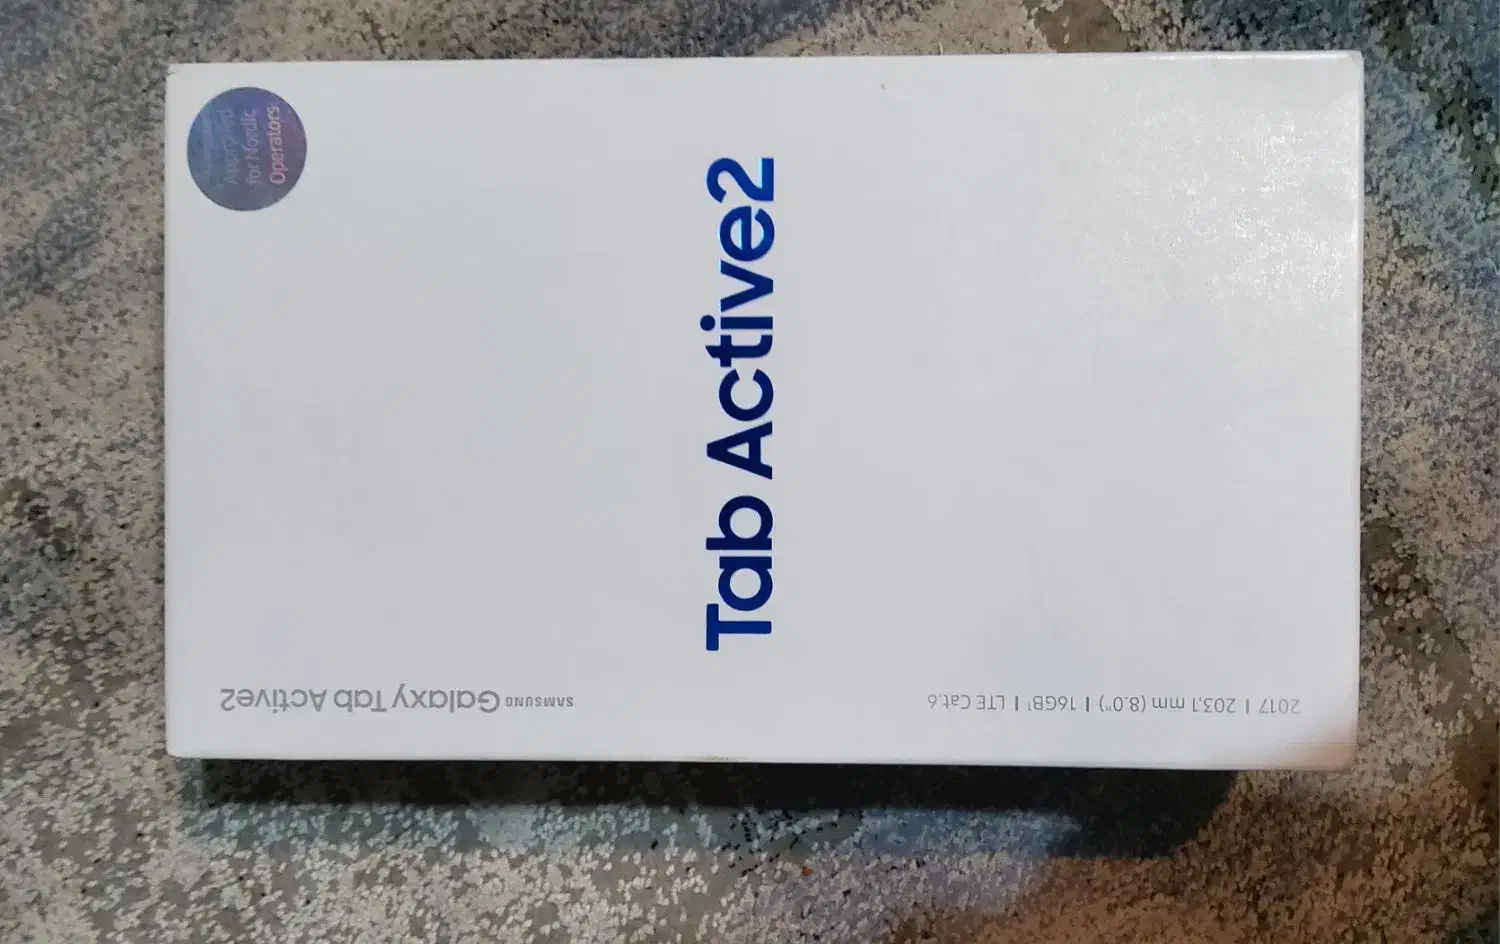 Approved
for Nordic
Operators
Tab Active2
SAMSUNG Galaxy Tab Active2
2017 | 203.1 mm (8.0") | 16GB¹ | LTE Cat.6